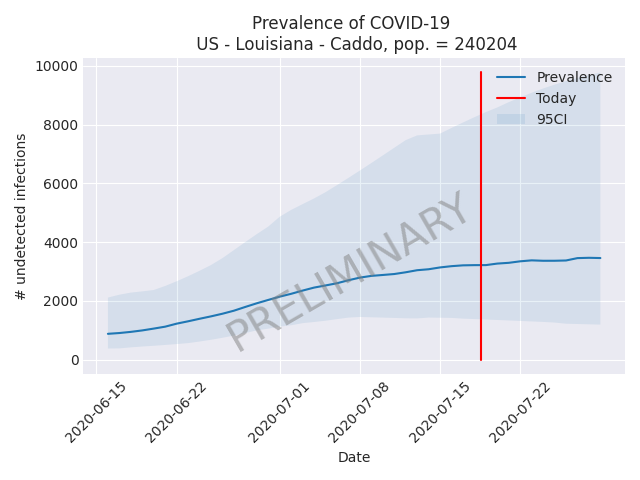 Prevalence of COVID-19
US - Louisiana - Caddo, pop. = 240204
10000
8000
6000
4000
2000
0
# undetected infections
Prevalence
Today
95CI
PRELIMINARY
2020-06-15
2020-06-22
2020-07-01
2020-07-08
2020-07-15
2020-07-22
Date